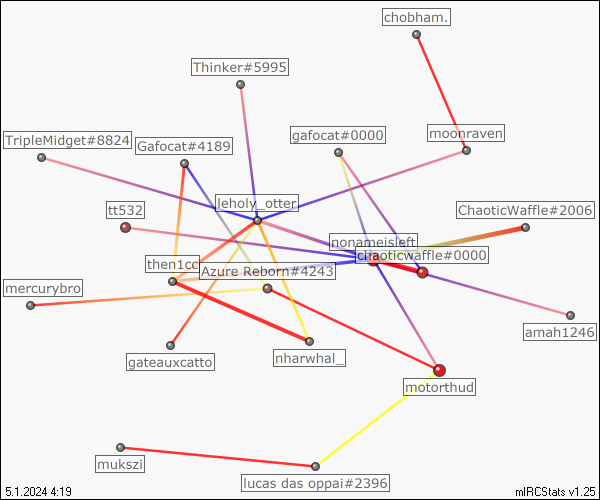 chobham.
Thinker#5995
gafocat#0000
moonraven
TripleMidget#8824
Gafocat#4189
leholy_otter
tt532
ChaoticWaffle#2006
nonameisleft
chaoticwaffle#0000
then1cc
Azure Reborn#4243
mercurybro
amah1246
gateauxcatto
nharwhal_
motorthud
mukszi
lucas das oppai#2396
5.1.2024 4:19
mIRCStats v1.25